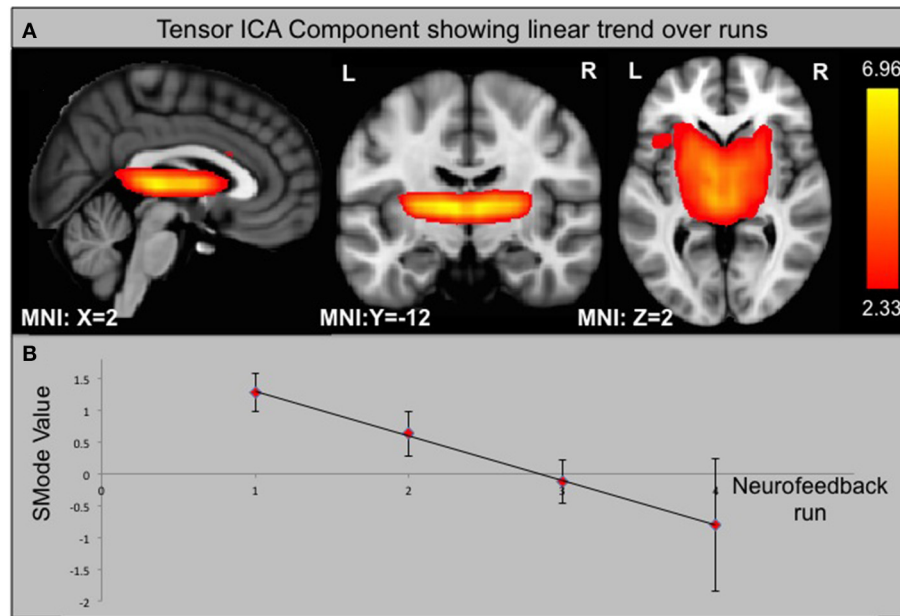 A
Tensor ICA Component showing linear trend over runs
L R L R
6.96
2.33
MNI: X=2 MNI:Y=-12 MNI: Z=2
B
SMode Value
1.5
1
0.5
0
-0.5
-1
-1.5
-2
0 1 2 3 4
Neurofeedback
run